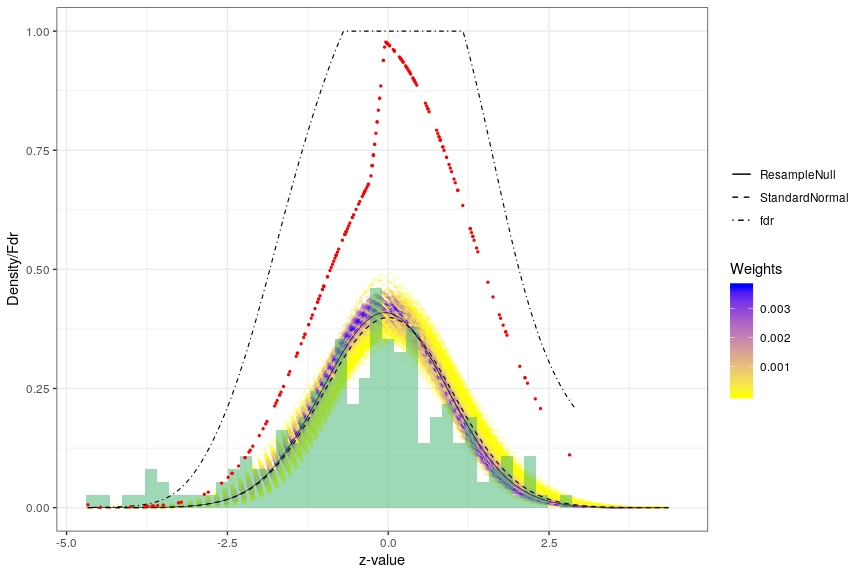 1.00
0.75
0.50
0.25
0.00
Density/Fdr
-5.0
-2.5
0.0
2.5
z-value
ResampleNull
StandardNormal
fdr
Weights
0.003
0.002
0.001